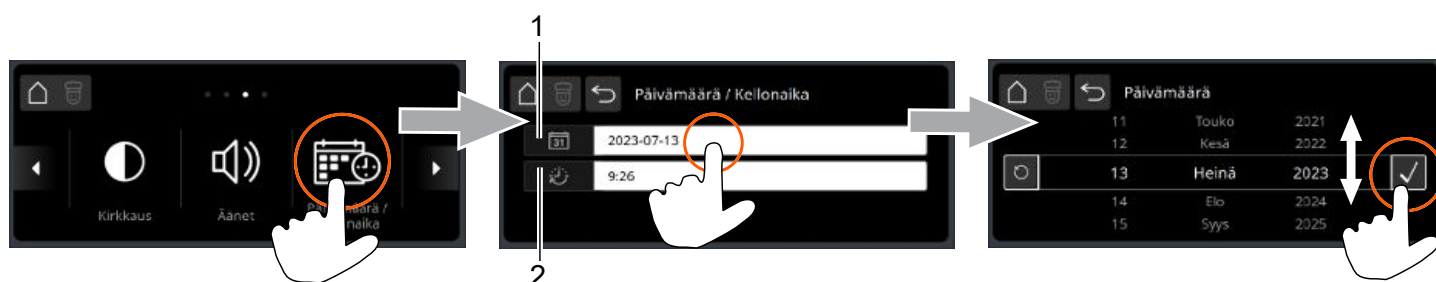 1
Kirkkaus
Äänet
Päivämäärä /
Päivämäärä / Kellonaika
31
2023-07-13
9:26
2
Päivämäärä
11 Touko 2021
12 Kesä 2022
13 Heinä 2023
14 Elo 2024
15 Syys 2025